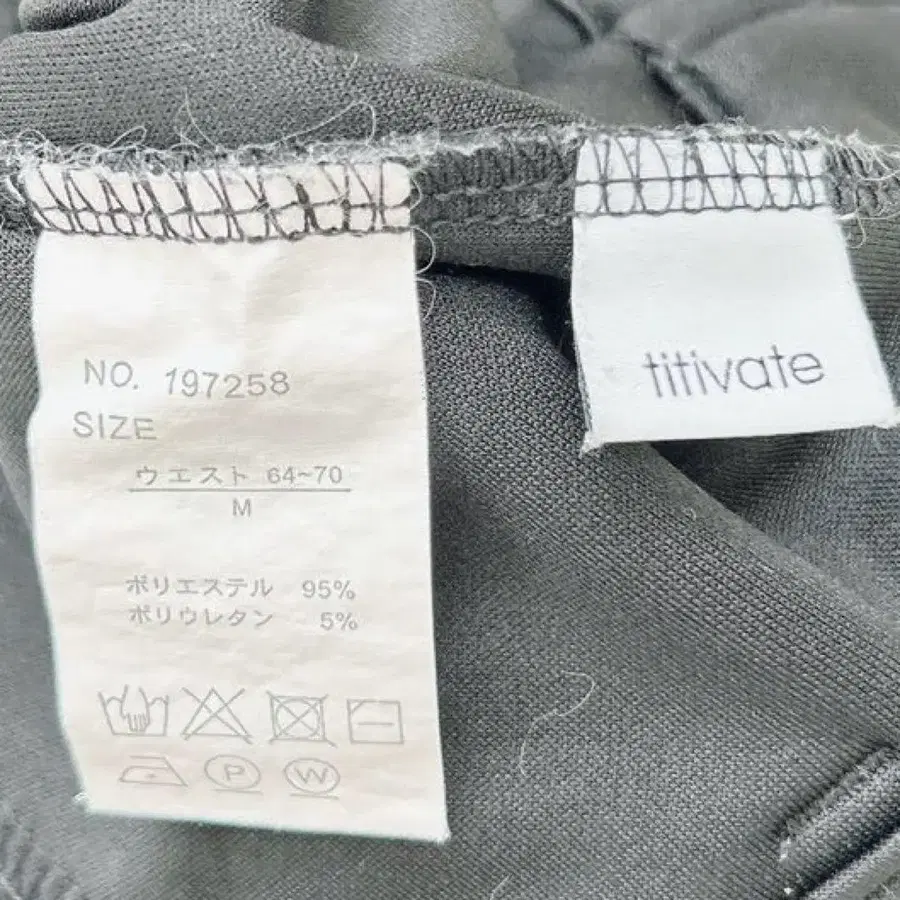 NO. 197258
SIZE
ウエスト 64~70
M
ポリエステル 95%
ポリウレタン 5%
P W
titivate